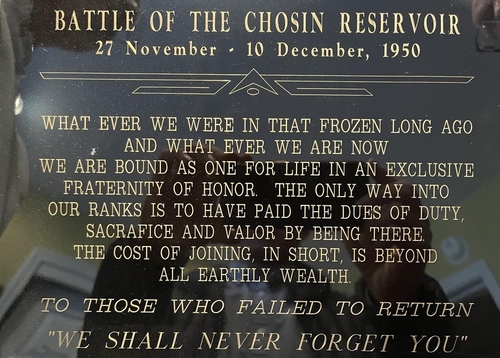 BATTLE OF THE CHOSIN RESERVOIR
27 November - 10 December, 1950
WHAT EVER WE WERE IN THAT FROZEN LONG AGO
AND WHAT EVER WE ARE NOW
WE ARE BOUND AS ONE FOR LIFE IN AN EXCLUSIVE
FRATERNITY OF HONOR. THE ONLY WAY INTO
OUR RANKS IS TO HAVE PAID THE DUES OF DUTY,
SACRAFICE AND VALOR BY BEING THERE.
THE COST OF JOINING, IN SHORT, IS BEYOND
ALL EARTHLY WEALTH.
TO THOSE WHO FAILED TO RETURN
"WE SHALL NEVER FORGET YOU"